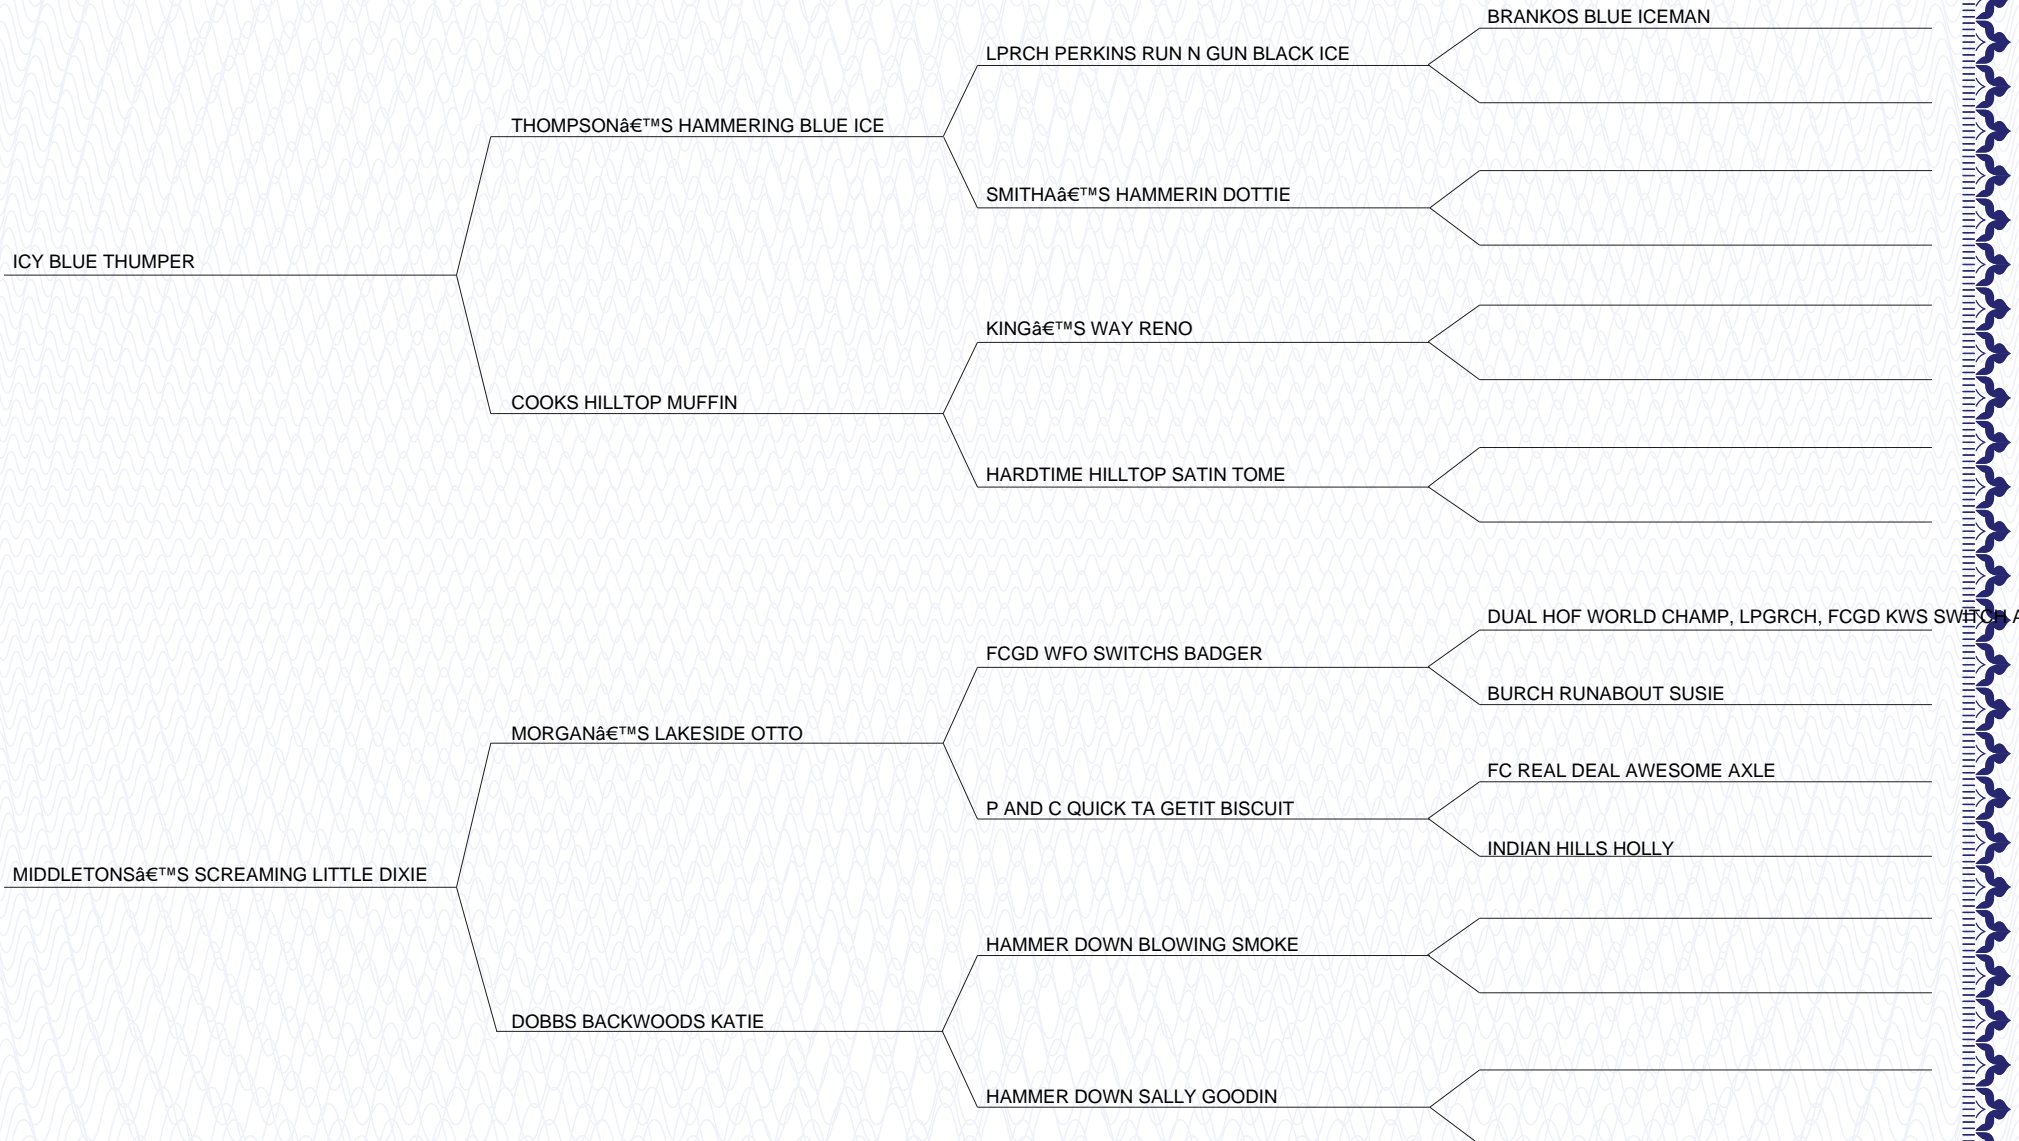 BRANKOS BLUE ICEMAN
LPRCH PERKINS RUN N GUN BLACK ICE
THOMPSONâ€™S HAMMERING BLUE ICE
SMITHAâ€™S HAMMERIN DOTTIE
ICY BLUE THUMPER
KINGâ€™S WAY RENO
COOKS HILLTOP MUFFIN
HARDTIME HILLTOP SATIN TOME
DUAL HOF WORLD CHAMP, LPGRCH, FCGD KWS SWITCH A
FCGD WFO SWITCHS BADGER
BURCH RUNABOUT SUSIE
MORGANâ€™S LAKESIDE OTTO
FC REAL DEAL AWESOME AXLE
P AND C QUICK TA GETIT BISCUIT
INDIAN HILLS HOLLY
MIDDLETONSâ€™S SCREAMING LITTLE DIXIE
HAMMER DOWN BLOWING SMOKE
DOBBS BACKWOODS KATIE
HAMMER DOWN SALLY GOODIN